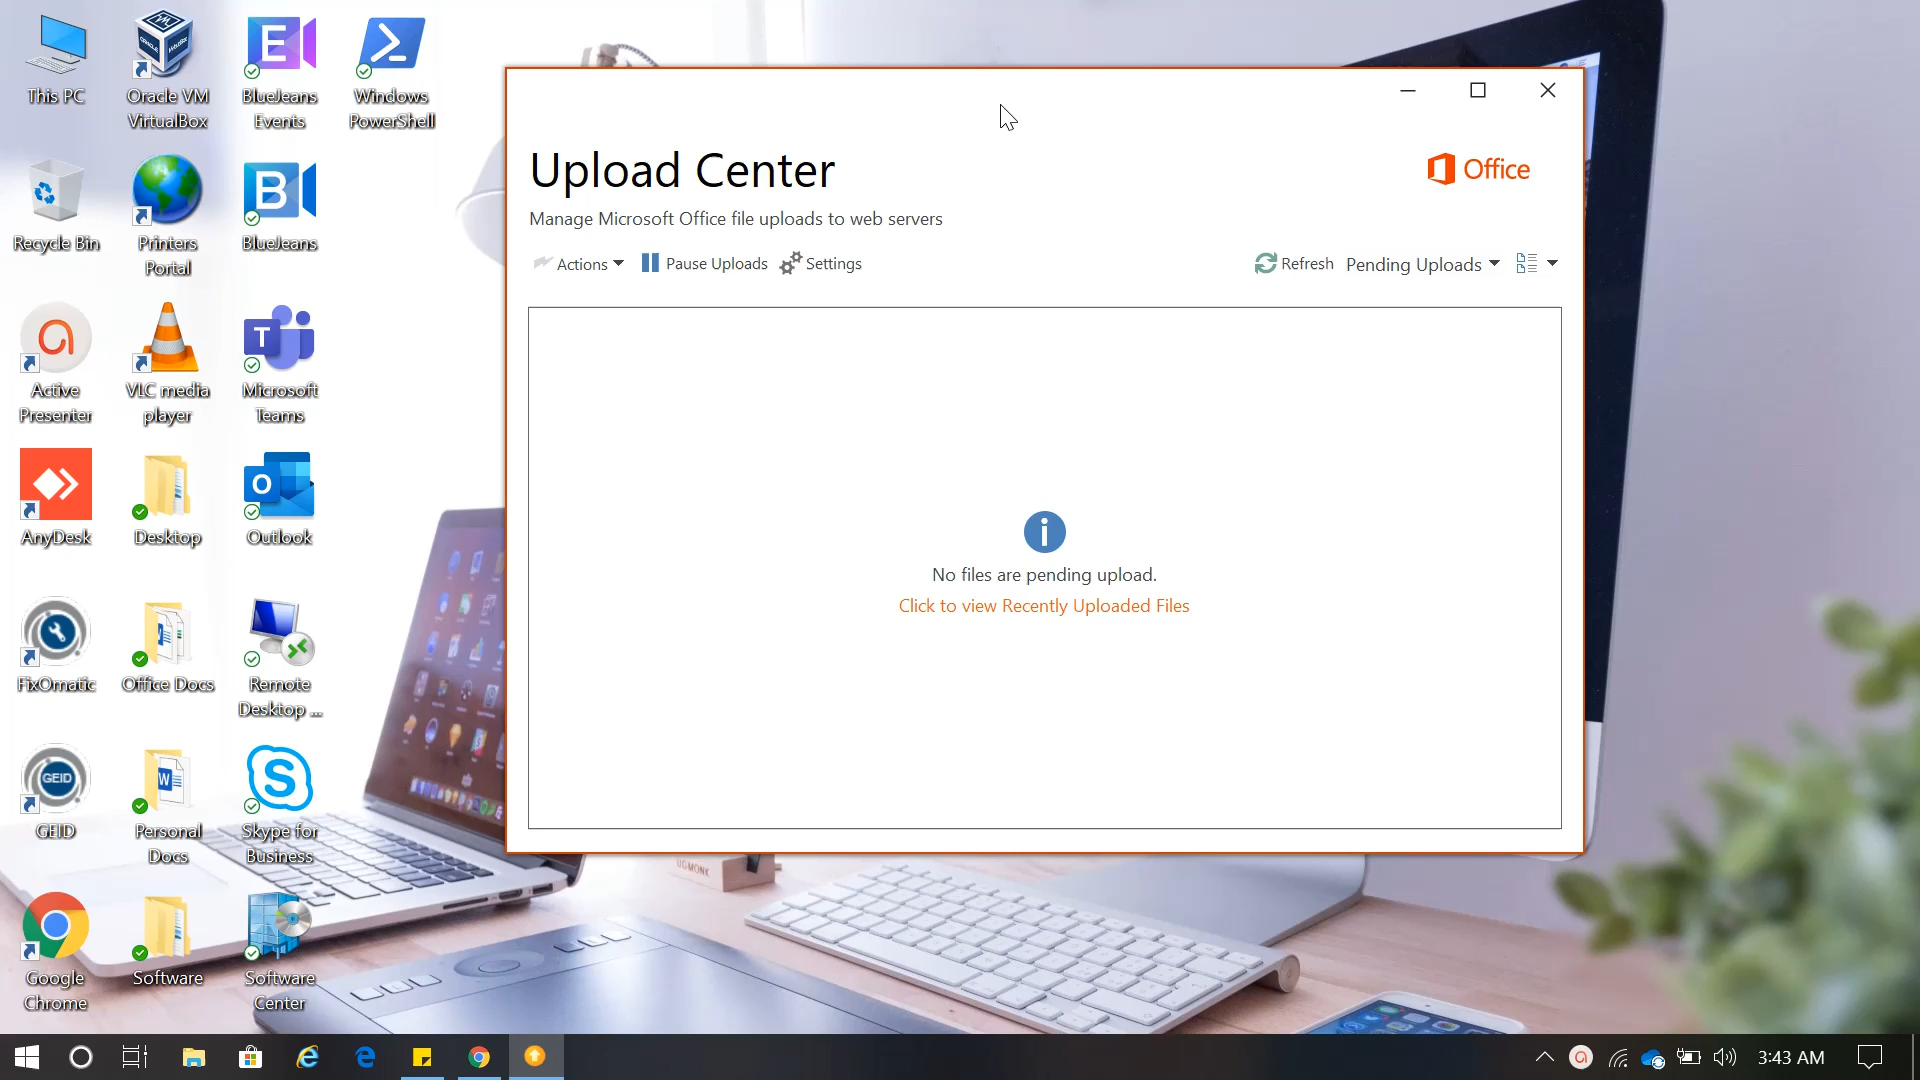 This PC
Oracle VM
VirtualBox
BlueJeans
Events
Windows
PowerShell
Recycle Bin
Printers
Portal
BlueJeans
Active
Presenter
VLC media
player
Microsoft
Teams
AnyDesk
Desktop
Outlook
FixOmatic
Office Docs
Remote
Desktop ...
GEID
GEID
Personal
Docs
Skype for
Business
Google
Chrome
Software
Software
Center
Upload Center
Office
Manage Microsoft Office file uploads to web servers
Actions
Pause Uploads
Settings
Refresh
Pending Uploads
No files are pending upload.
Click to view Recently Uploaded Files
UGMONK
3:43 AM